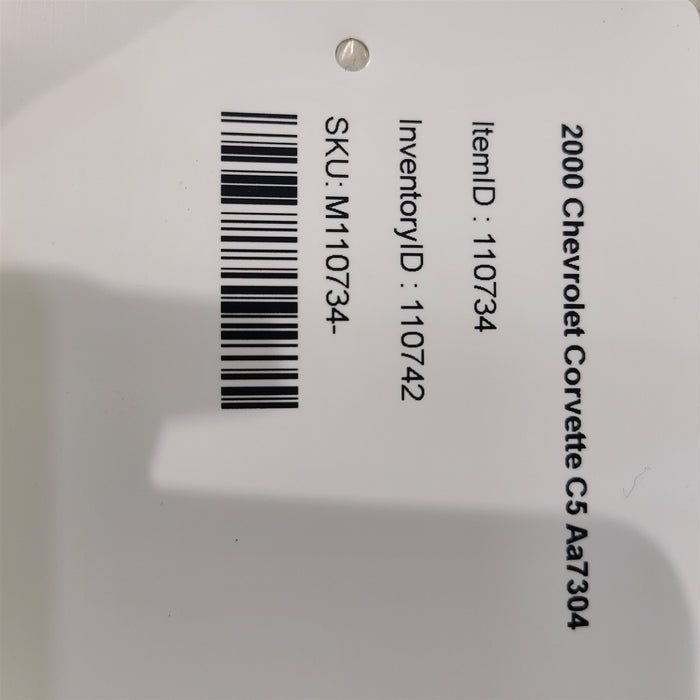 2000 Chevrolet Corvette C5 Aa7304
ItemID : 110734
InventoryID : 110742
SKU: M110734-